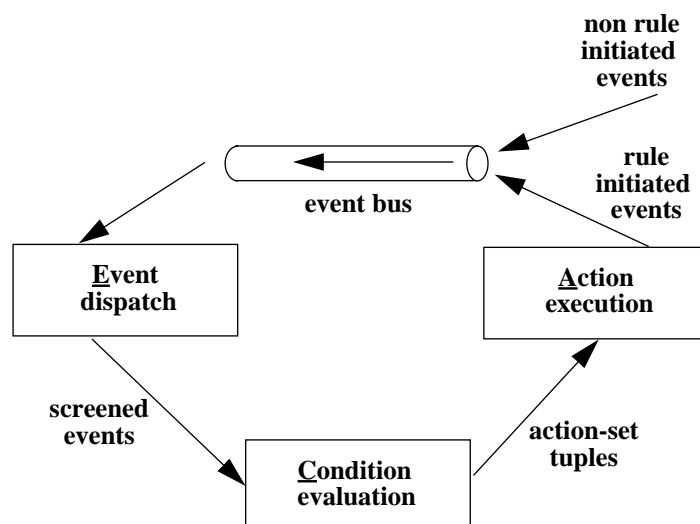 non rule
initiated
events
rule
initiated
events
event bus
Event
dispatch
Action
execution
screened
events
action-set
tuples
Condition
evaluation